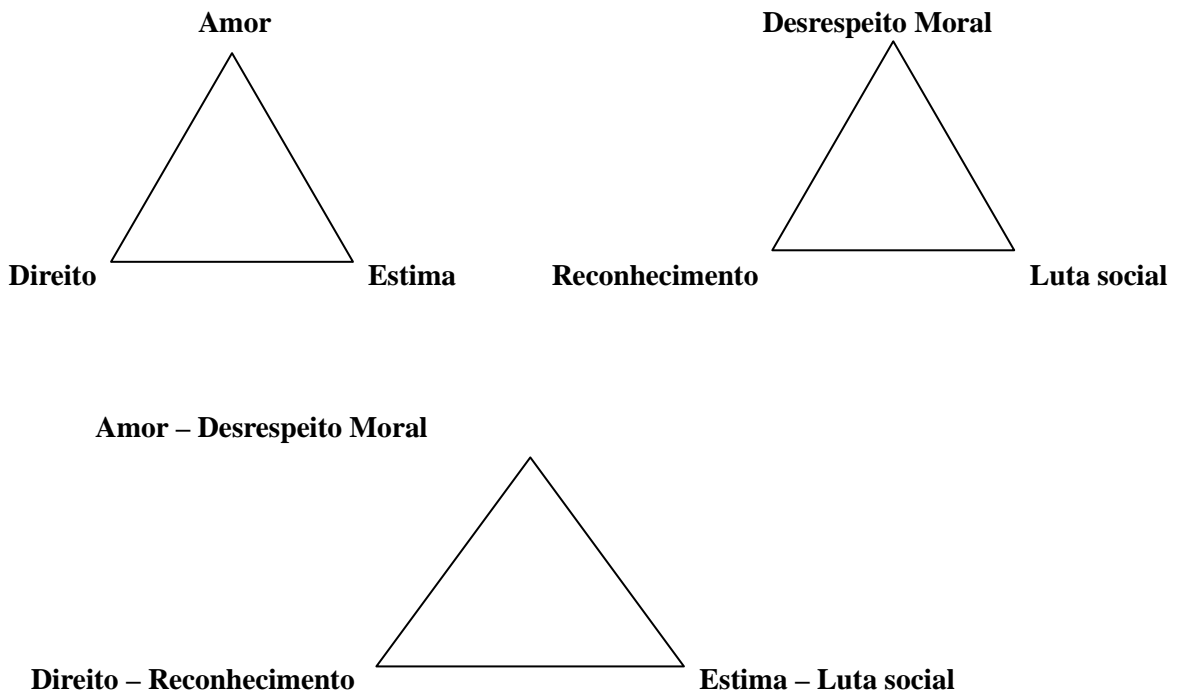 Amor
Desrespeito Moral
Direito
Estima
Reconhecimento
Luta social
Amor – Desrespeito Moral
Direito – Reconhecimento
Estima – Luta social